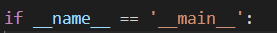 if __name__ == '__main__':